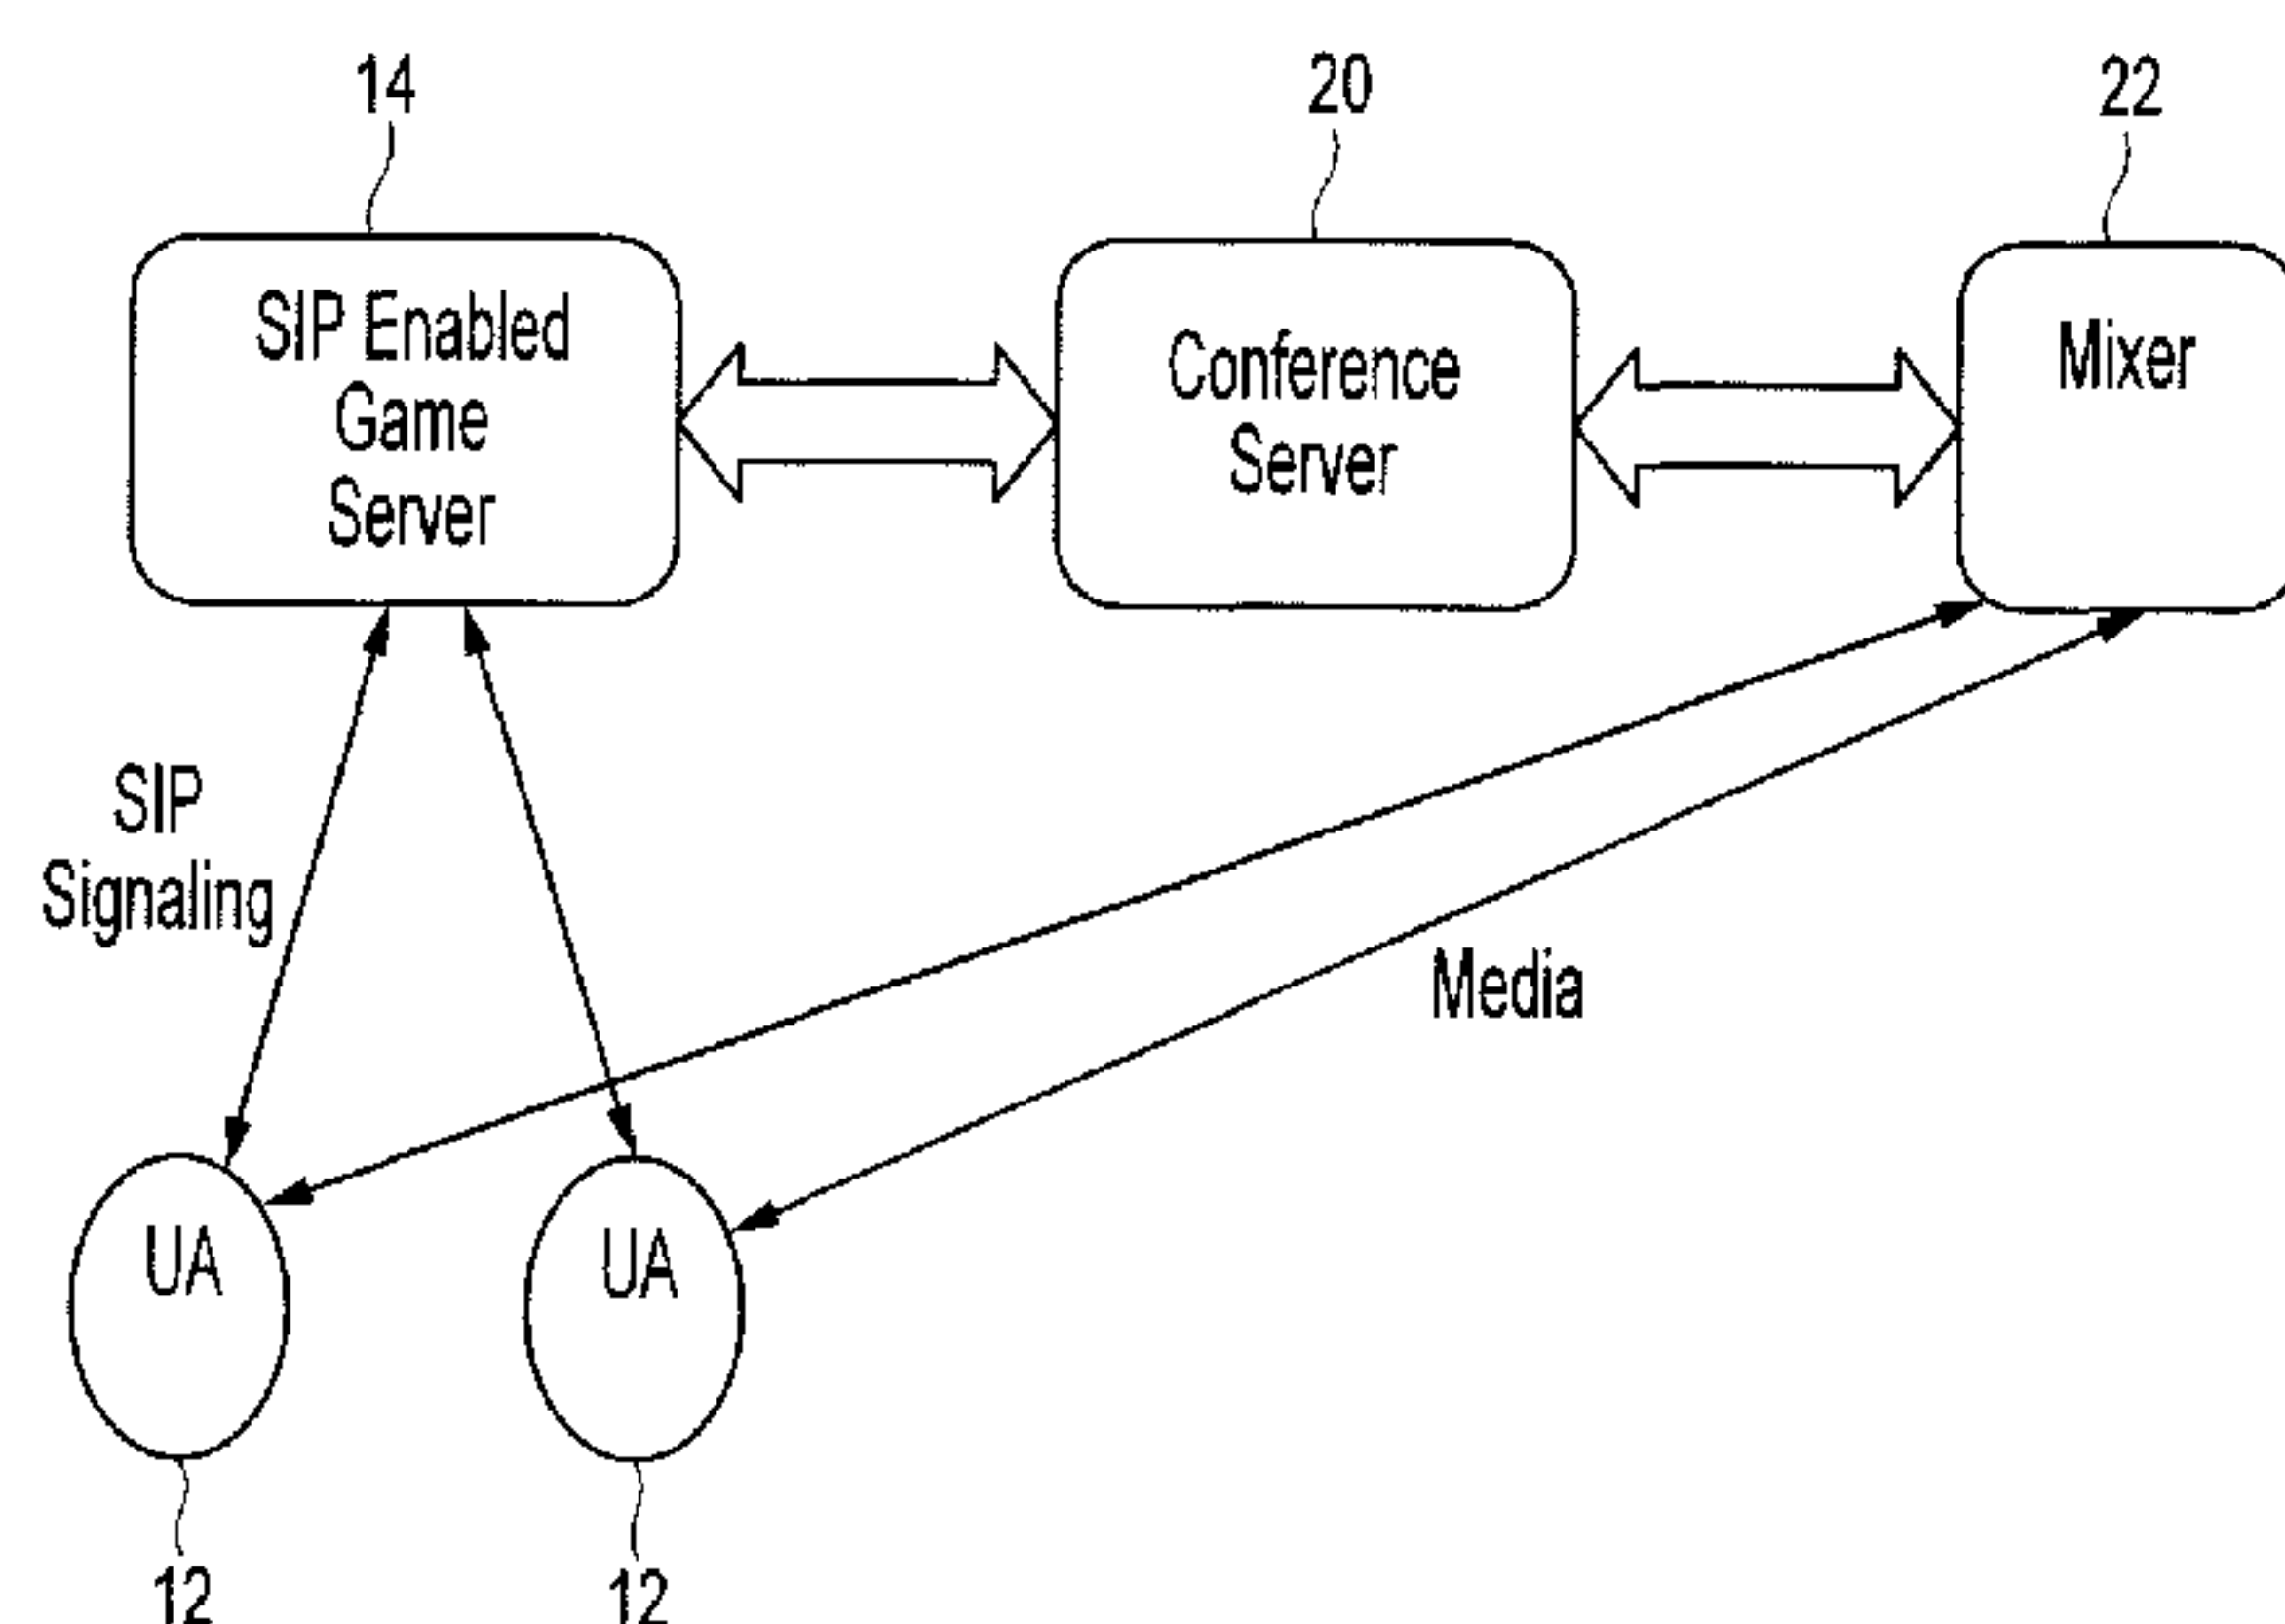 14
20
22
SIP Enabled
Game
Server
Conference
Server
Mixer
SIP
Signaling
Media
UA
UA
12
12